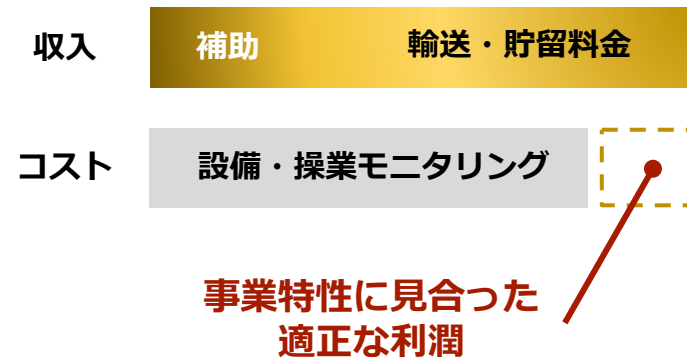 収入
補助
輸送・貯留料金
コスト
設備・操業モニタリング
事業特性に見合った
適正な利潤